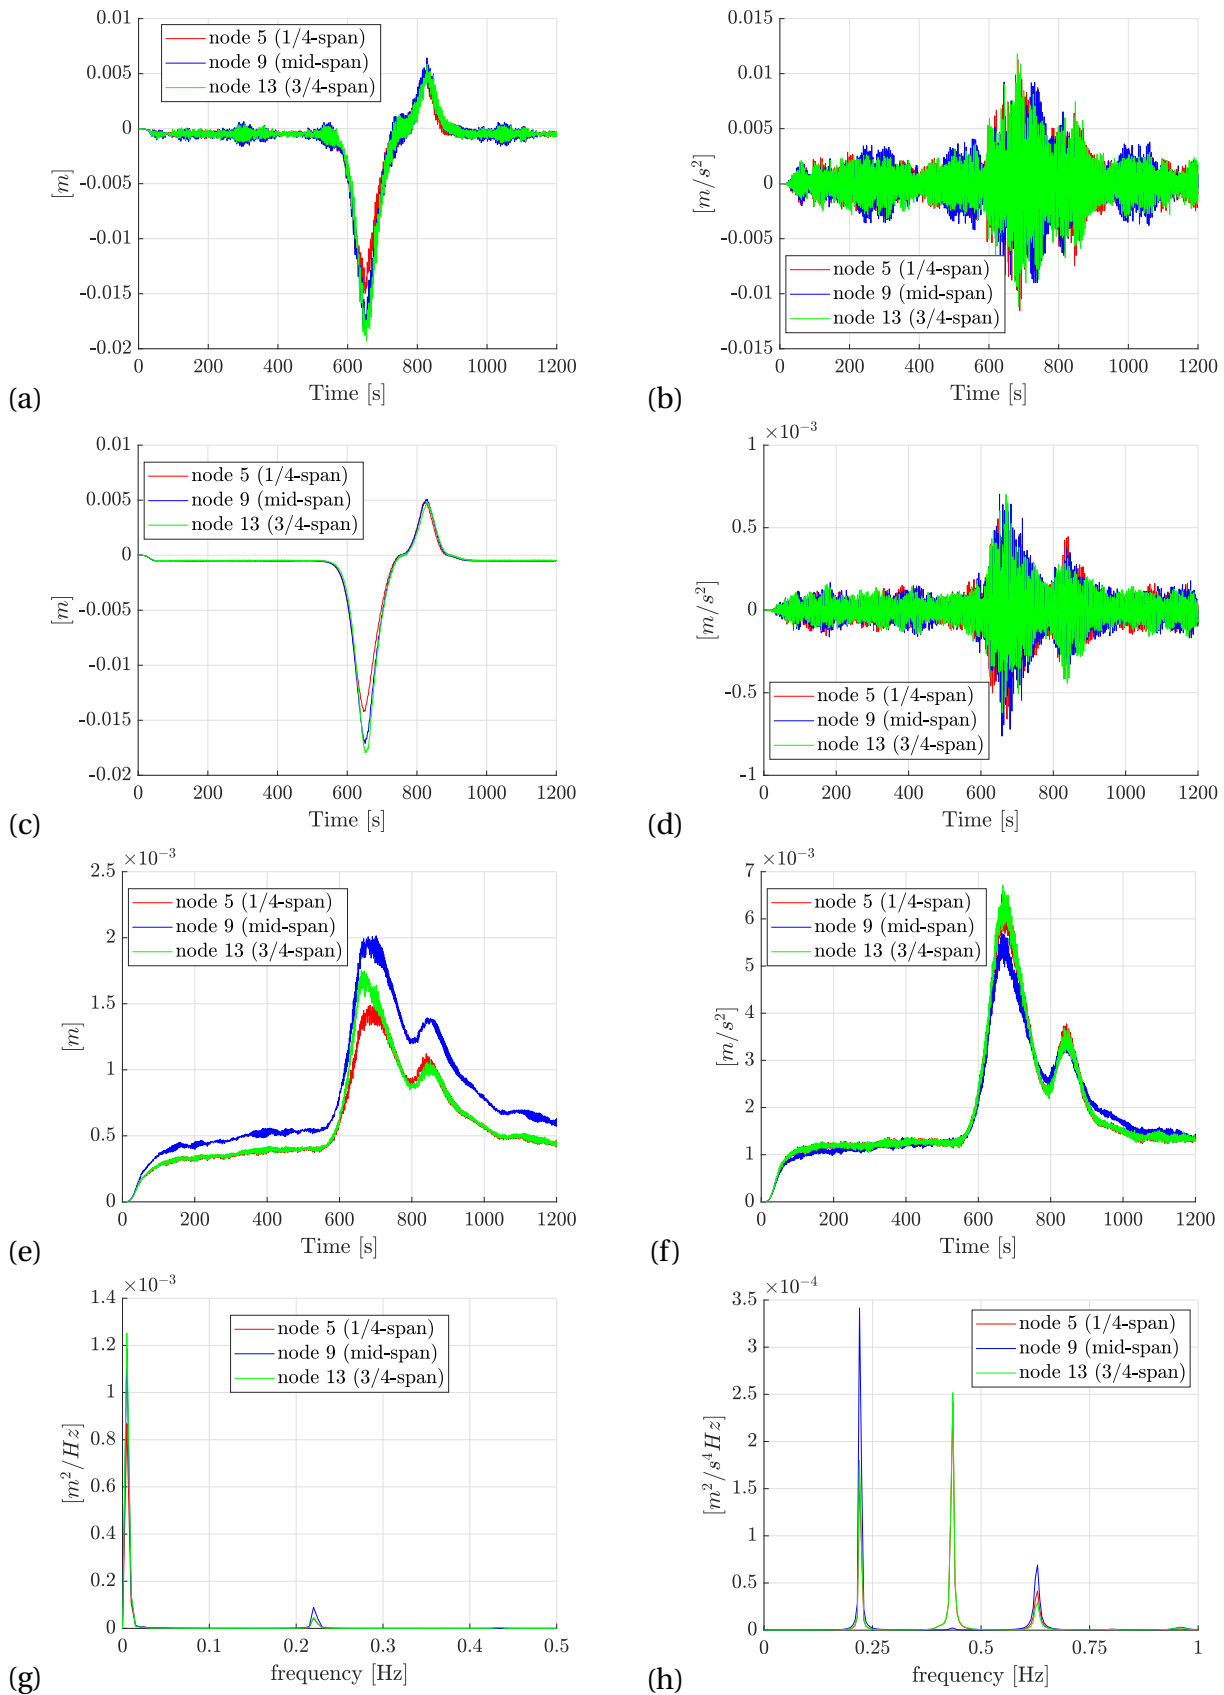 0.01
0.005
0
-0.005
-0.01
-0.015
-0.02
[m]
node 5 (1/4-span)
node 9 (mid-span)
node 13 (3/4-span)
0 200 400 600 800 1000 1200
Time [s]
(a)
0.015
0.01
0.005
0
-0.005
-0.01
-0.015
[m/s²]
node 5 (1/4-span)
node 9 (mid-span)
node 13 (3/4-span)
0 200 400 600 800 1000 1200
Time [s]
(b)
0.01
0.005
0
-0.005
-0.01
-0.015
-0.02
[m]
node 5 (1/4-span)
node 9 (mid-span)
node 13 (3/4-span)
0 200 400 600 800 1000 1200
Time [s]
(c)
×10⁻³
1
0.5
0
-0.5
-1
[m/s²]
node 5 (1/4-span)
node 9 (mid-span)
node 13 (3/4-span)
0 200 400 600 800 1000 1200
Time [s]
(d)
×10⁻³
2.5
2
1.5
1
0.5
0
[m]
node 5 (1/4-span)
node 9 (mid-span)
node 13 (3/4-span)
0 200 400 600 800 1000 1200
Time [s]
(e)
×10⁻³
7
6
5
4
3
2
1
0
[m/s²]
node 5 (1/4-span)
node 9 (mid-span)
node 13 (3/4-span)
0 200 400 600 800 1000 1200
Time [s]
(f)
×10⁻³
1.4
1.2
1
0.8
0.6
0.4
0.2
0
[m²/Hz]
node 5 (1/4-span)
node 9 (mid-span)
node 13 (3/4-span)
0 0.1 0.2 0.3 0.4 0.5
frequency [Hz]
(g)
×10⁻⁴
3.5
3
2.5
2
1.5
1
0.5
0
[m²/s⁴Hz]
node 5 (1/4-span)
node 9 (mid-span)
node 13 (3/4-span)
0 0.25 0.5 0.75 1
frequency [Hz]
(h)